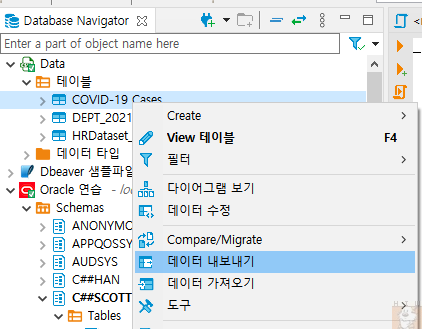 Database Navigator
Enter a part of object name here
Data
테이블
COVID-19 Cases
DEPT_2021
HRDataset_
데이터 타입
Dbeaver 샘플파일
Oracle 연습 - lo
Schemas
ANONYMO
APPQOSSY
AUDSYS
C##HAN
C##SCOTT
Tables
Create
View 테이블 F4
필터
다이어그램 보기
데이터 수정
Compare/Migrate
데이터 내보내기
데이터 가져오기
도구